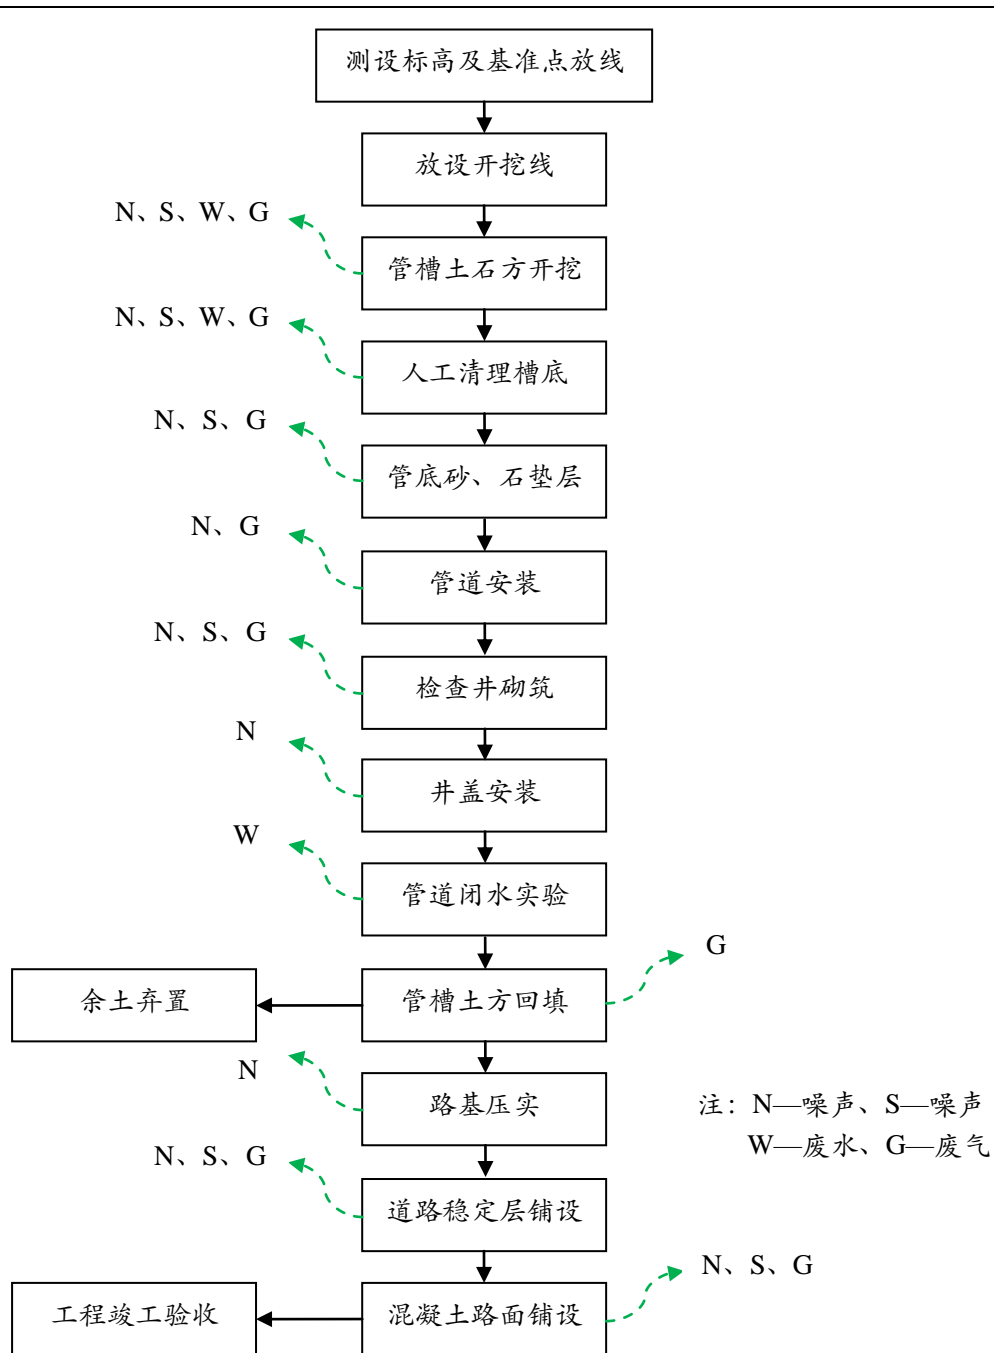 测设标高及基准点放线
放设开挖线
N、S、W、G
管槽土石方开挖
N、S、W、G
人工清理槽底
N、S、G
管底砂、石垫层
N、G
管道安装
N、S、G
检查井砌筑
N
井盖安装
W
管道闭水实验
G
余土弃置
管槽土方回填
N
路基压实
注：N—噪声、S—噪声
W—废水、G—废气
N、S、G
道路稳定层铺设
N、S、G
工程竣工验收
混凝土路面铺设